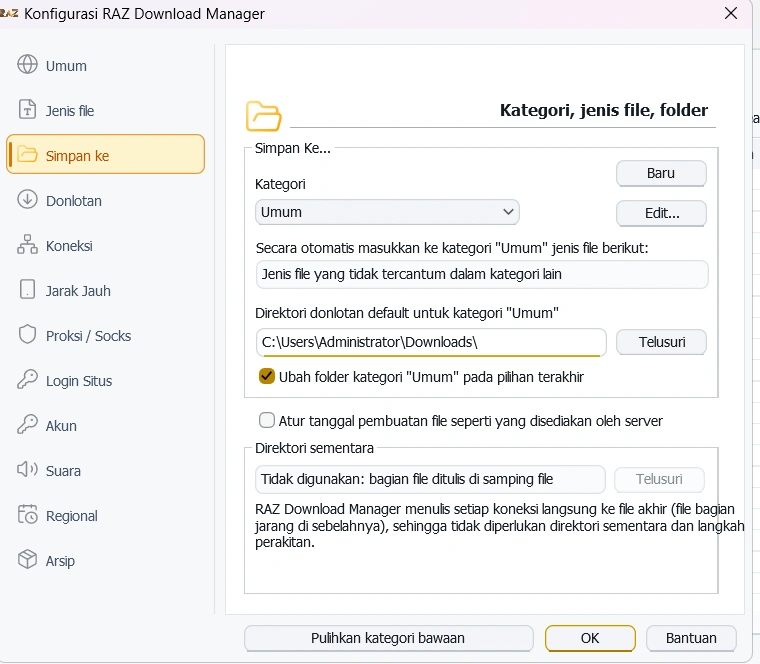 RAZ Konfigurasi RAZ Download Manager
Umum
Jenis file
Simpan ke
Donlotan
Koneksi
Jarak Jauh
Proksi / Socks
Login Situs
Akun
Suara
Regional
Arsip
Kategori, jenis file, folder
Simpan Ke...
Kategori
Baru
Umum
Edit...
Secara otomatis masukkan ke kategori "Umum" jenis file berikut:
Jenis file yang tidak tercantum dalam kategori lain
Direktori donlotan default untuk kategori "Umum"
C:\Users\Administrator\Downloads\
Telusuri
Ubah folder kategori "Umum" pada pilihan terakhir
Atur tanggal pembuatan file seperti yang disediakan oleh server
Direktori sementara
Tidak digunakan: bagian file ditulis di samping file
Telusuri
RAZ Download Manager menulis setiap koneksi langsung ke file akhir (file bagian
jarang di sebelahnya), sehingga tidak diperlukan direktori sementara dan langkah
perakitan.
Pulihkan kategori bawaan
OK
Bantuan